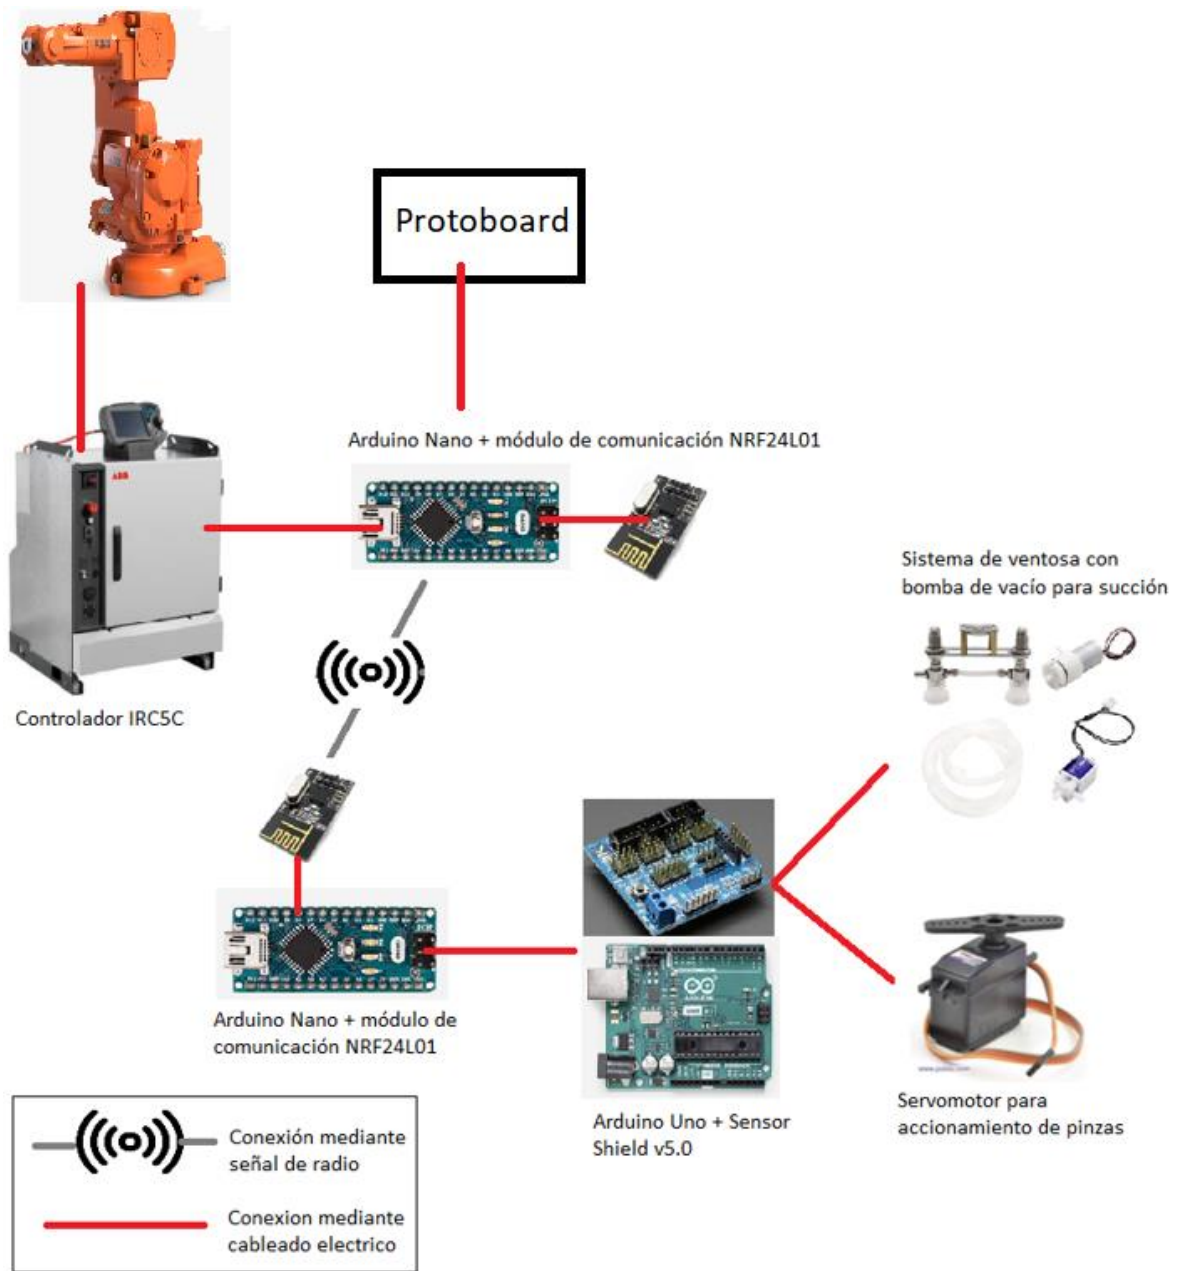 Protoboard
Arduino Nano + módulo de comunicación NRF24L01
ABB
Controlador IRC5C
Sistema de ventosa con
bomba de vacío para succión
Arduino Nano + módulo de
comunicación NRF24L01
Arduino Uno + Sensor
Shield v5.0
Servomotor para
accionamiento de pinzas
Conexión mediante
señal de radio
Conexion mediante
cableado electrico